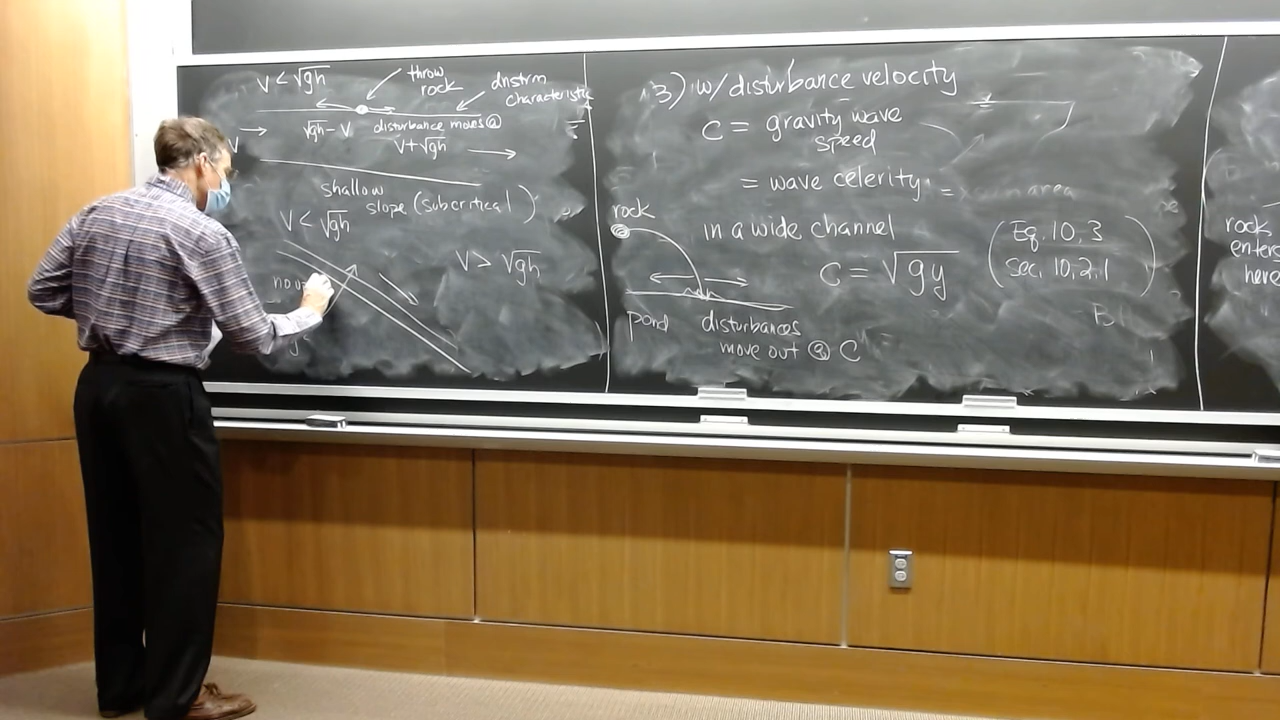 V < √gh
throw
rock
dnstrm
characteristic
V
√gh - V
disturbance moves @
V + √gh
shallow
slope (subcritical)
V < √gh
V > √gh
no
3) w/ disturbance velocity
C = gravity wave
speed
= wave celerity
rock
in a wide channel
C = √gy
(Eq. 10.3
Sec. 10.2.1)
pond
disturbances
move out @ C
rock
enters
here